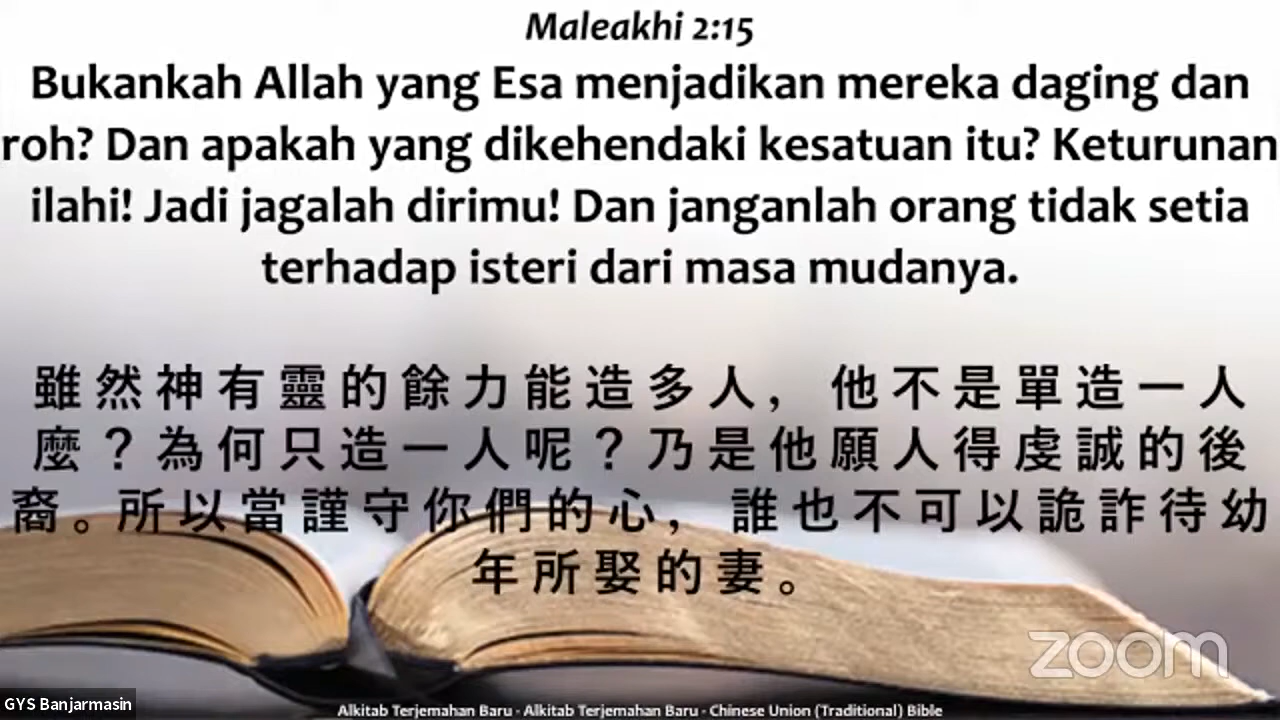 Maleakhi 2:15
Bukankah Allah yang Esa menjadikan mereka daging dan
roh? Dan apakah yang dikehendaki kesatuan itu? Keturunan
ilahi! Jadi jagalah dirimu! Dan janganlah orang tidak setia
terhadap isteri dari masa mudanya.
雖然神有靈的餘力能造多人，他不是單造一人
麼？為何只造一人呢？乃是他願人得虔誠的後
裔。所以當謹守你們的心，誰也不可以詭詐待幼
年所娶的妻。
zoom
GYS Banjarmasin
Alkitab Terjemahan Baru - Alkitab Terjemahan Baru - Chinese Union (Traditional) Bible